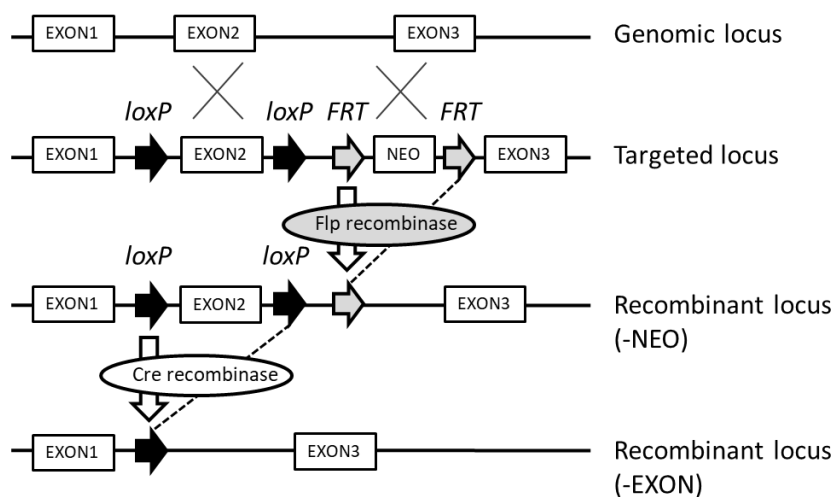 EXON1 EXON2 EXON3 Genomic locus
loxP loxP FRT FRT
EXON1 EXON2 NEO EXON3 Targeted locus
Flp recombinase
loxP loxP
EXON1 EXON2 EXON3 Recombinant locus
(-NEO)
Cre recombinase
EXON1 EXON3 Recombinant locus
(-EXON)